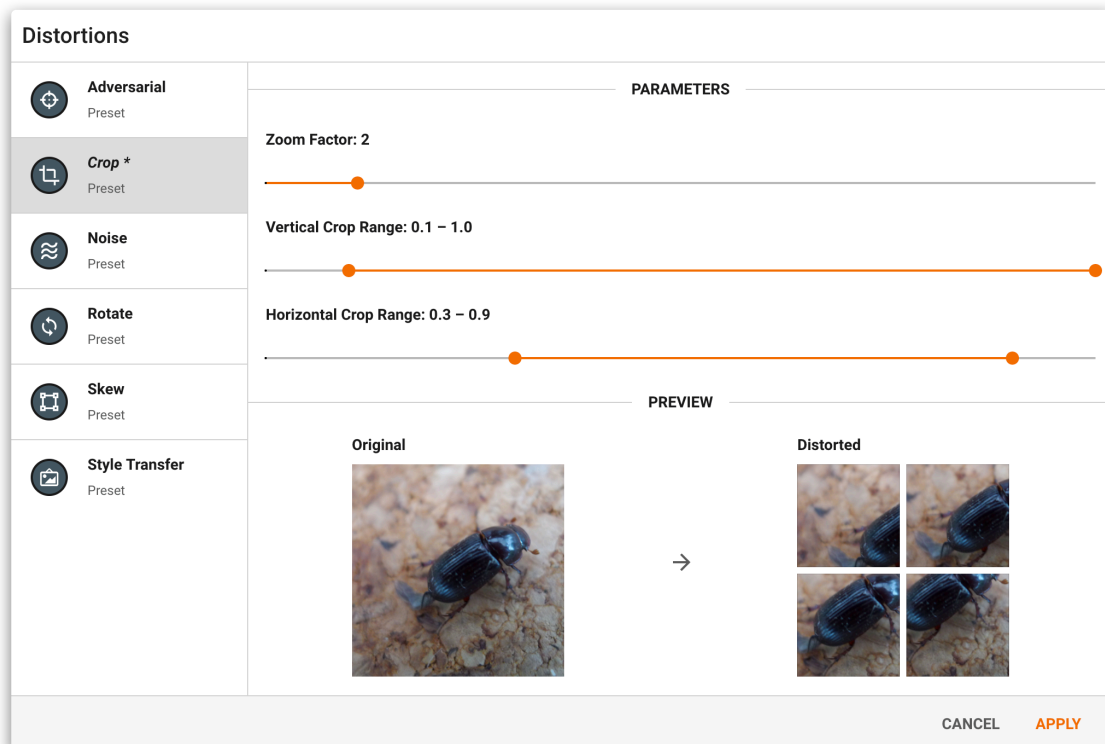 Distortions
Adversarial
Preset
Crop *
Preset
Noise
Preset
Rotate
Preset
Skew
Preset
Style Transfer
Preset
PARAMETERS
Zoom Factor: 2
Vertical Crop Range: 0.1 – 1.0
Horizontal Crop Range: 0.3 – 0.9
PREVIEW
Original
Distorted
CANCEL
APPLY